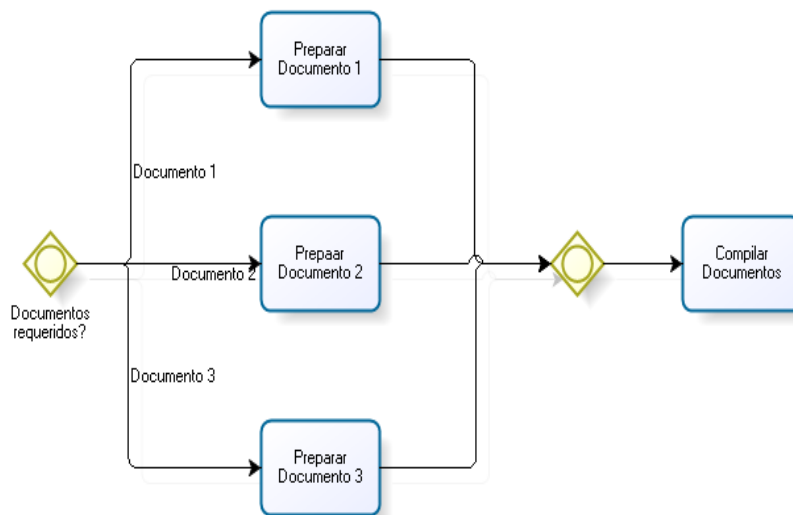 Preparar
Documento 1
Documento 1
Prepaar
Documento 2
Documento 2
Compilar
Documentos
Documentos
requeridos?
Documento 3
Preparar
Documento 3